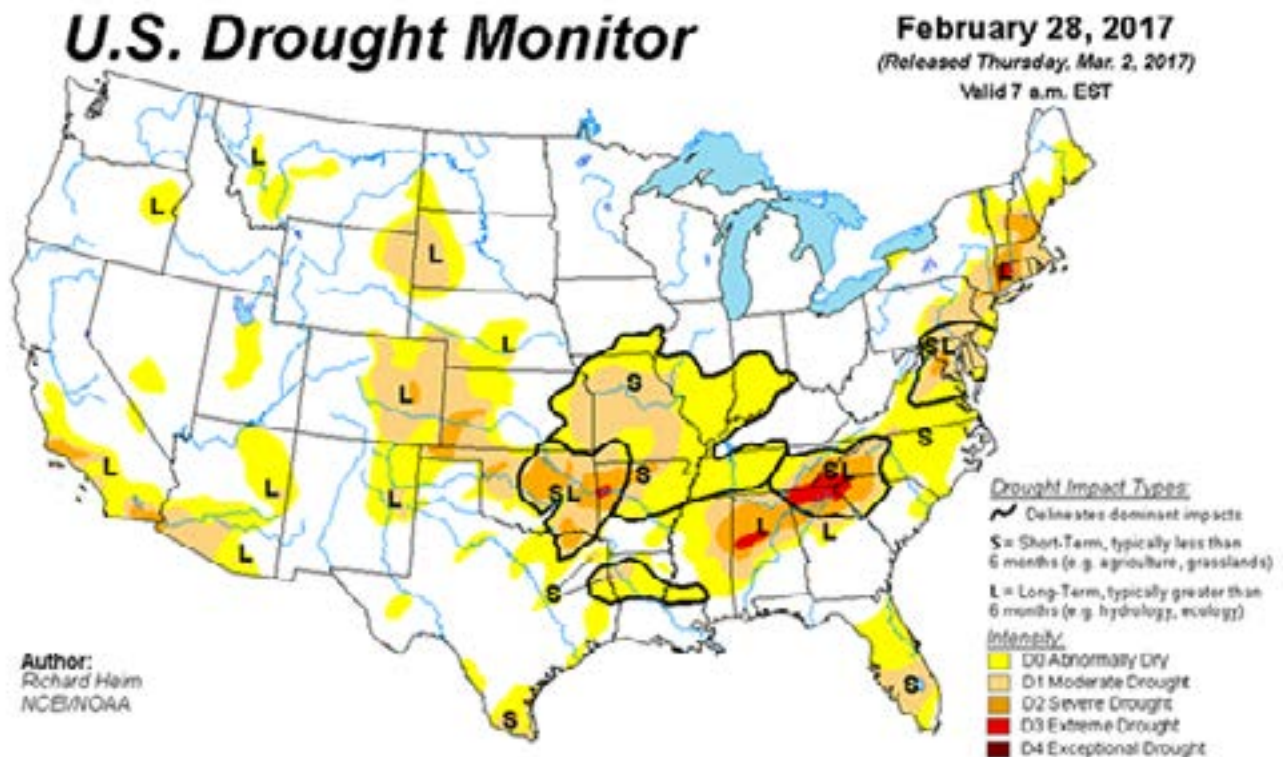 U.S. Drought Monitor
February 28, 2017
(Released Thursday, Mar. 2, 2017)
Valid 7 a.m. EST
L
L
L
L
S
SL
L
S
S
L
L
L
SL
S
SL
L
L
L
S
S
S
Drought Impact Types:
Delineates dominant impacts
S = Short-Term, typically less than
6 months (e.g. agriculture, grasslands)
L = Long-Term, typically greater than
6 months (e.g. hydrology, ecology)
Intensity:
D0 Abnormally Dry
D1 Moderate Drought
D2 Severe Drought
D3 Extreme Drought
D4 Exceptional Drought
Author:
Richard Heim
NCEI/NOAA